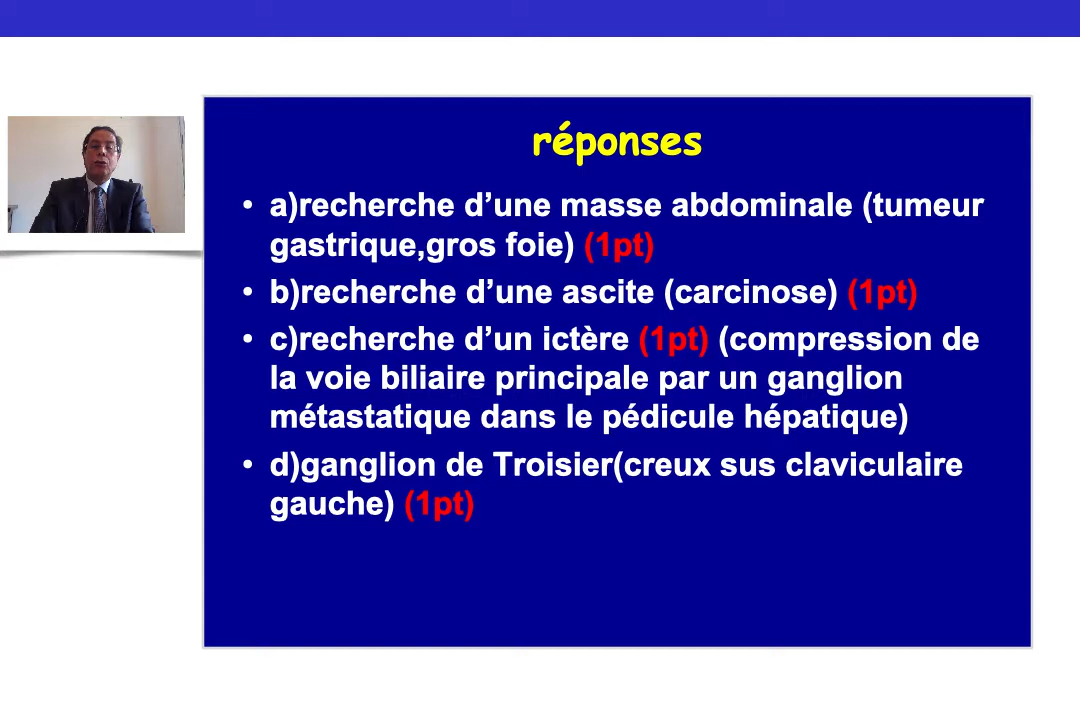 réponses
• a)recherche d’une masse abdominale (tumeur
gastrique,gros foie) (1pt)
• b)recherche d’une ascite (carcinose) (1pt)
• c)recherche d’un ictère (1pt) (compression de
la voie biliaire principale par un ganglion
métastatique dans le pédicule hépatique)
• d)ganglion de Troisier(creux sus claviculaire
gauche) (1pt)